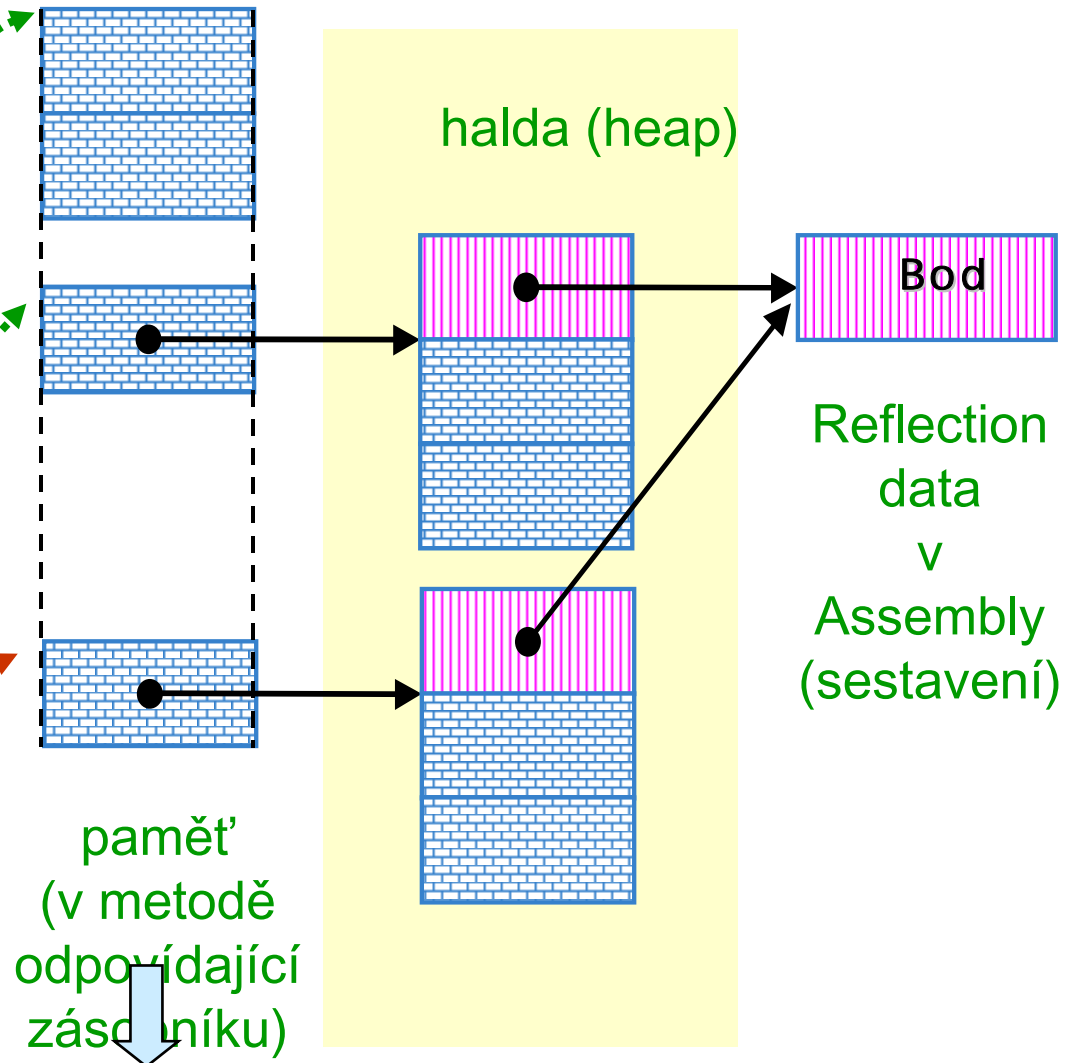 halda (heap)
Bod
Reflection
data
v
Assembly
(sestavení)
paměť
(v metodě
odpovídající
zásobníku)